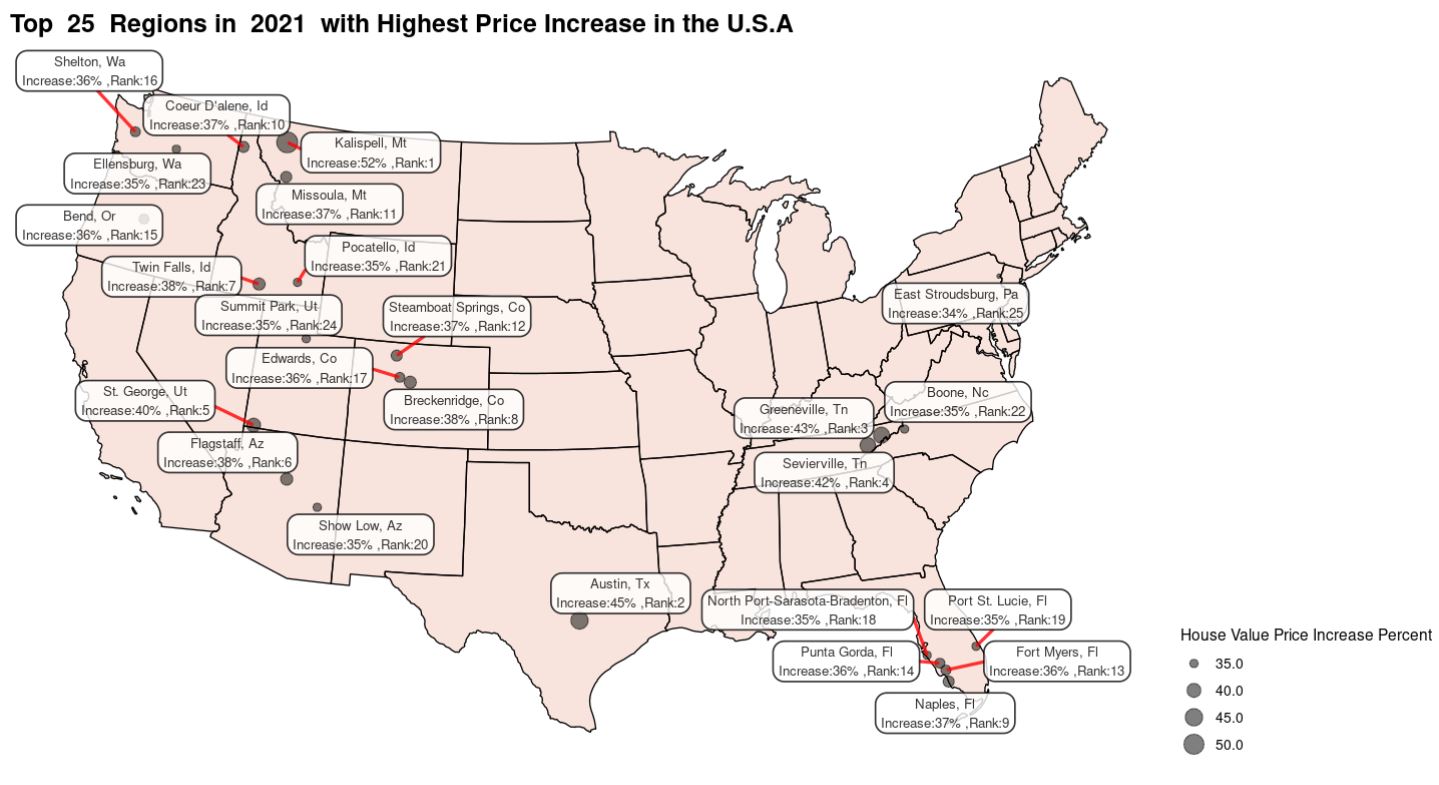 Top 25 Regions in 2021 with Highest Price Increase in the U.S.A
Shelton, Wa
Increase:36% ,Rank:16
Coeur D'alene, Id
Increase:37% ,Rank:10
Kalispell, Mt
Increase:52% ,Rank:1
Ellensburg, Wa
Increase:35% ,Rank:23
Missoula, Mt
Increase:37% ,Rank:11
Bend, Or
Increase:36% ,Rank:15
Pocatello, Id
Increase:35% ,Rank:21
Twin Falls, Id
Increase:38% ,Rank:7
Summit Park, Ut
Increase:35% ,Rank:24
Steamboat Springs, Co
Increase:37% ,Rank:12
East Stroudsburg, Pa
Increase:34% ,Rank:25
Edwards, Co
Increase:36% ,Rank:17
St. George, Ut
Increase:40% ,Rank:5
Breckenridge, Co
Increase:38% ,Rank:8
Boone, Nc
Increase:35% ,Rank:22
Greeneville, Tn
Increase:43% ,Rank:3
Flagstaff, Az
Increase:38% ,Rank:6
Sevierville, Tn
Increase:42% ,Rank:4
Show Low, Az
Increase:35% ,Rank:20
Austin, Tx
Increase:45% ,Rank:2
North Port-Sarasota-Bradenton, Fl
Increase:35% ,Rank:18
Port St. Lucie, Fl
Increase:35% ,Rank:19
Punta Gorda, Fl
Increase:36% ,Rank:14
Fort Myers, Fl
Increase:36% ,Rank:13
Naples, Fl
Increase:37% ,Rank:9
House Value Price Increase Percent
35.0
40.0
45.0
50.0